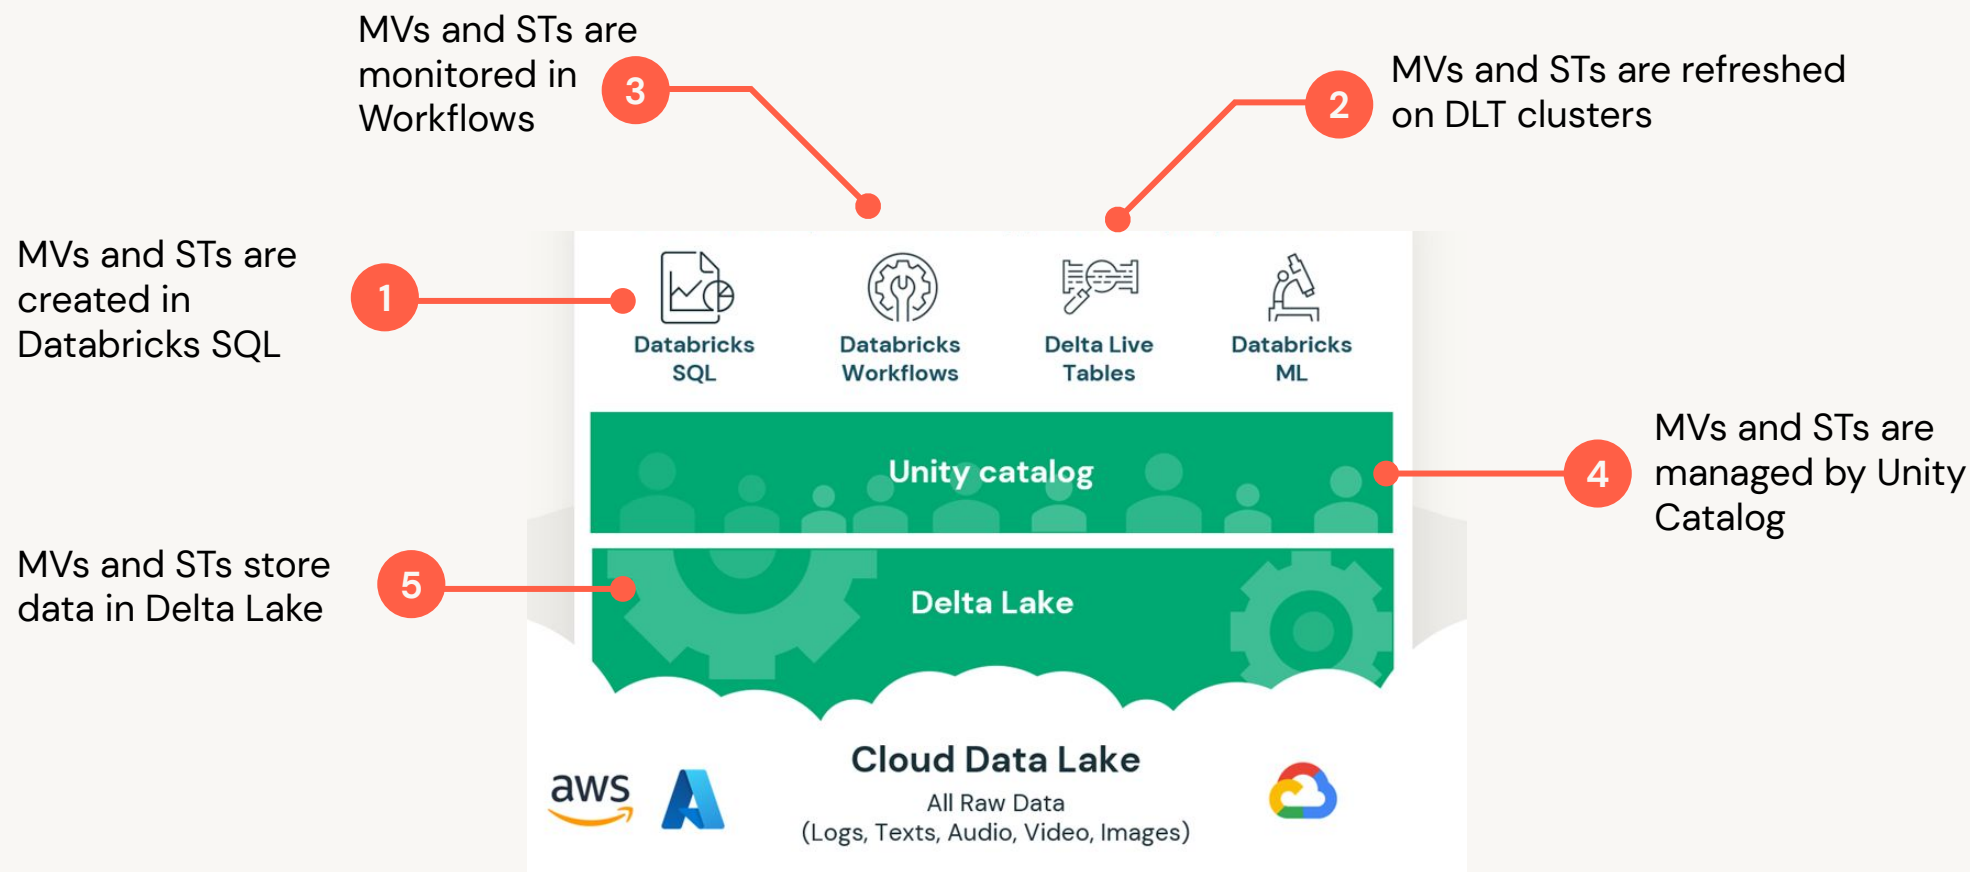 MVs and STs are
monitored in
Workflows
3
2
MVs and STs are refreshed
on DLT clusters
MVs and STs are
created in
Databricks SQL
1
Databricks
SQL
Databricks
Workflows
Delta Live
Tables
Databricks
ML
Unity catalog
4
MVs and STs are
managed by Unity
Catalog
MVs and STs store
data in Delta Lake
5
Delta Lake
aws
Cloud Data Lake
All Raw Data
(Logs, Texts, Audio, Video, Images)